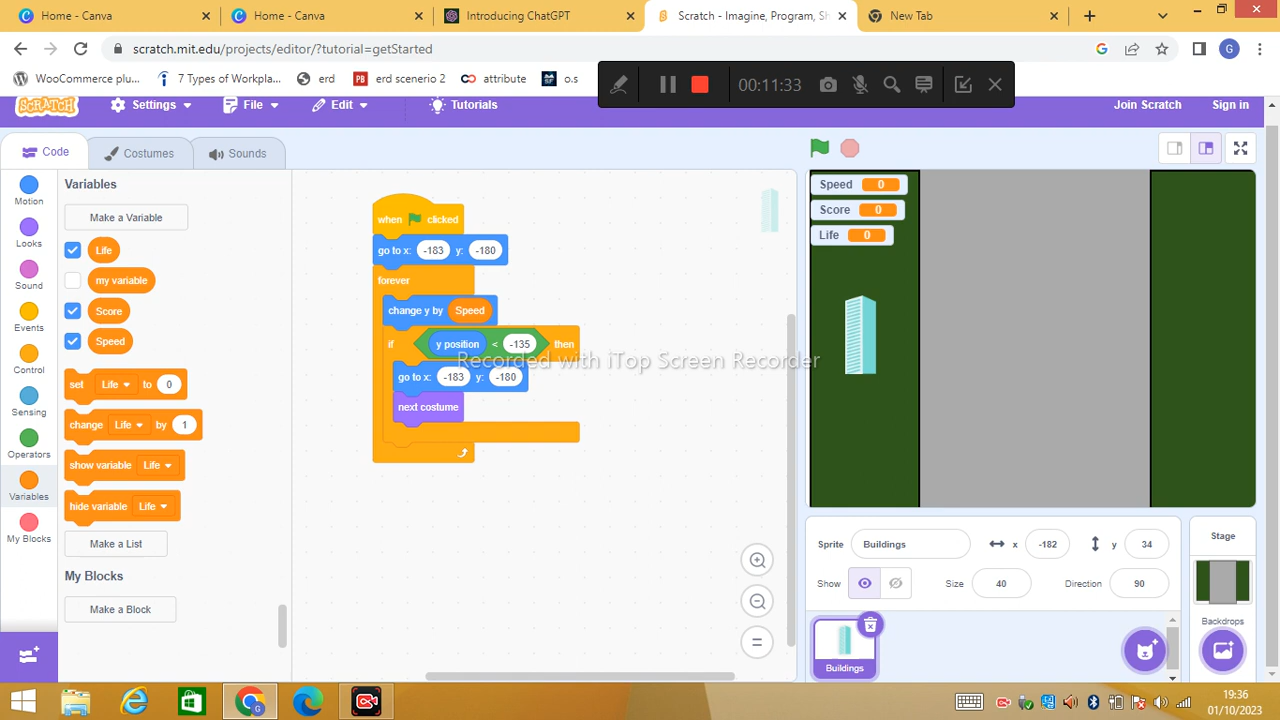 Home - Canva
Home - Canva
Introducing ChatGPT
Scratch - Imagine, Program, Sh
New Tab
scratch.mit.edu/projects/editor/?tutorial=getStarted
G
WooCommerce plu...
7 Types of Workpla...
erd
PB
erd scenerio 2
attribute
o.s
00:11:33
SCRATCH
Settings
File
Edit
Tutorials
Join Scratch
Sign in
Code
Costumes
Sounds
Motion
Looks
Sound
Events
Control
Sensing
Operators
Variables
My Blocks
Variables
Make a Variable
Life
my variable
Score
Speed
set Life to 0
change Life by 1
show variable Life
hide variable Life
Make a List
My Blocks
Make a Block
when clicked
go to x: -183 y: -180
forever
change y by Speed
if y position < -135 then
Recorded with iTop Screen Recorder
go to x: -183 y: -180
next costume
Speed 0
Score 0
Life 0
Sprite Buildings x -182 y 34
Show Size 40 Direction 90
Buildings
Stage
Backdrops
19:36
01/10/2023